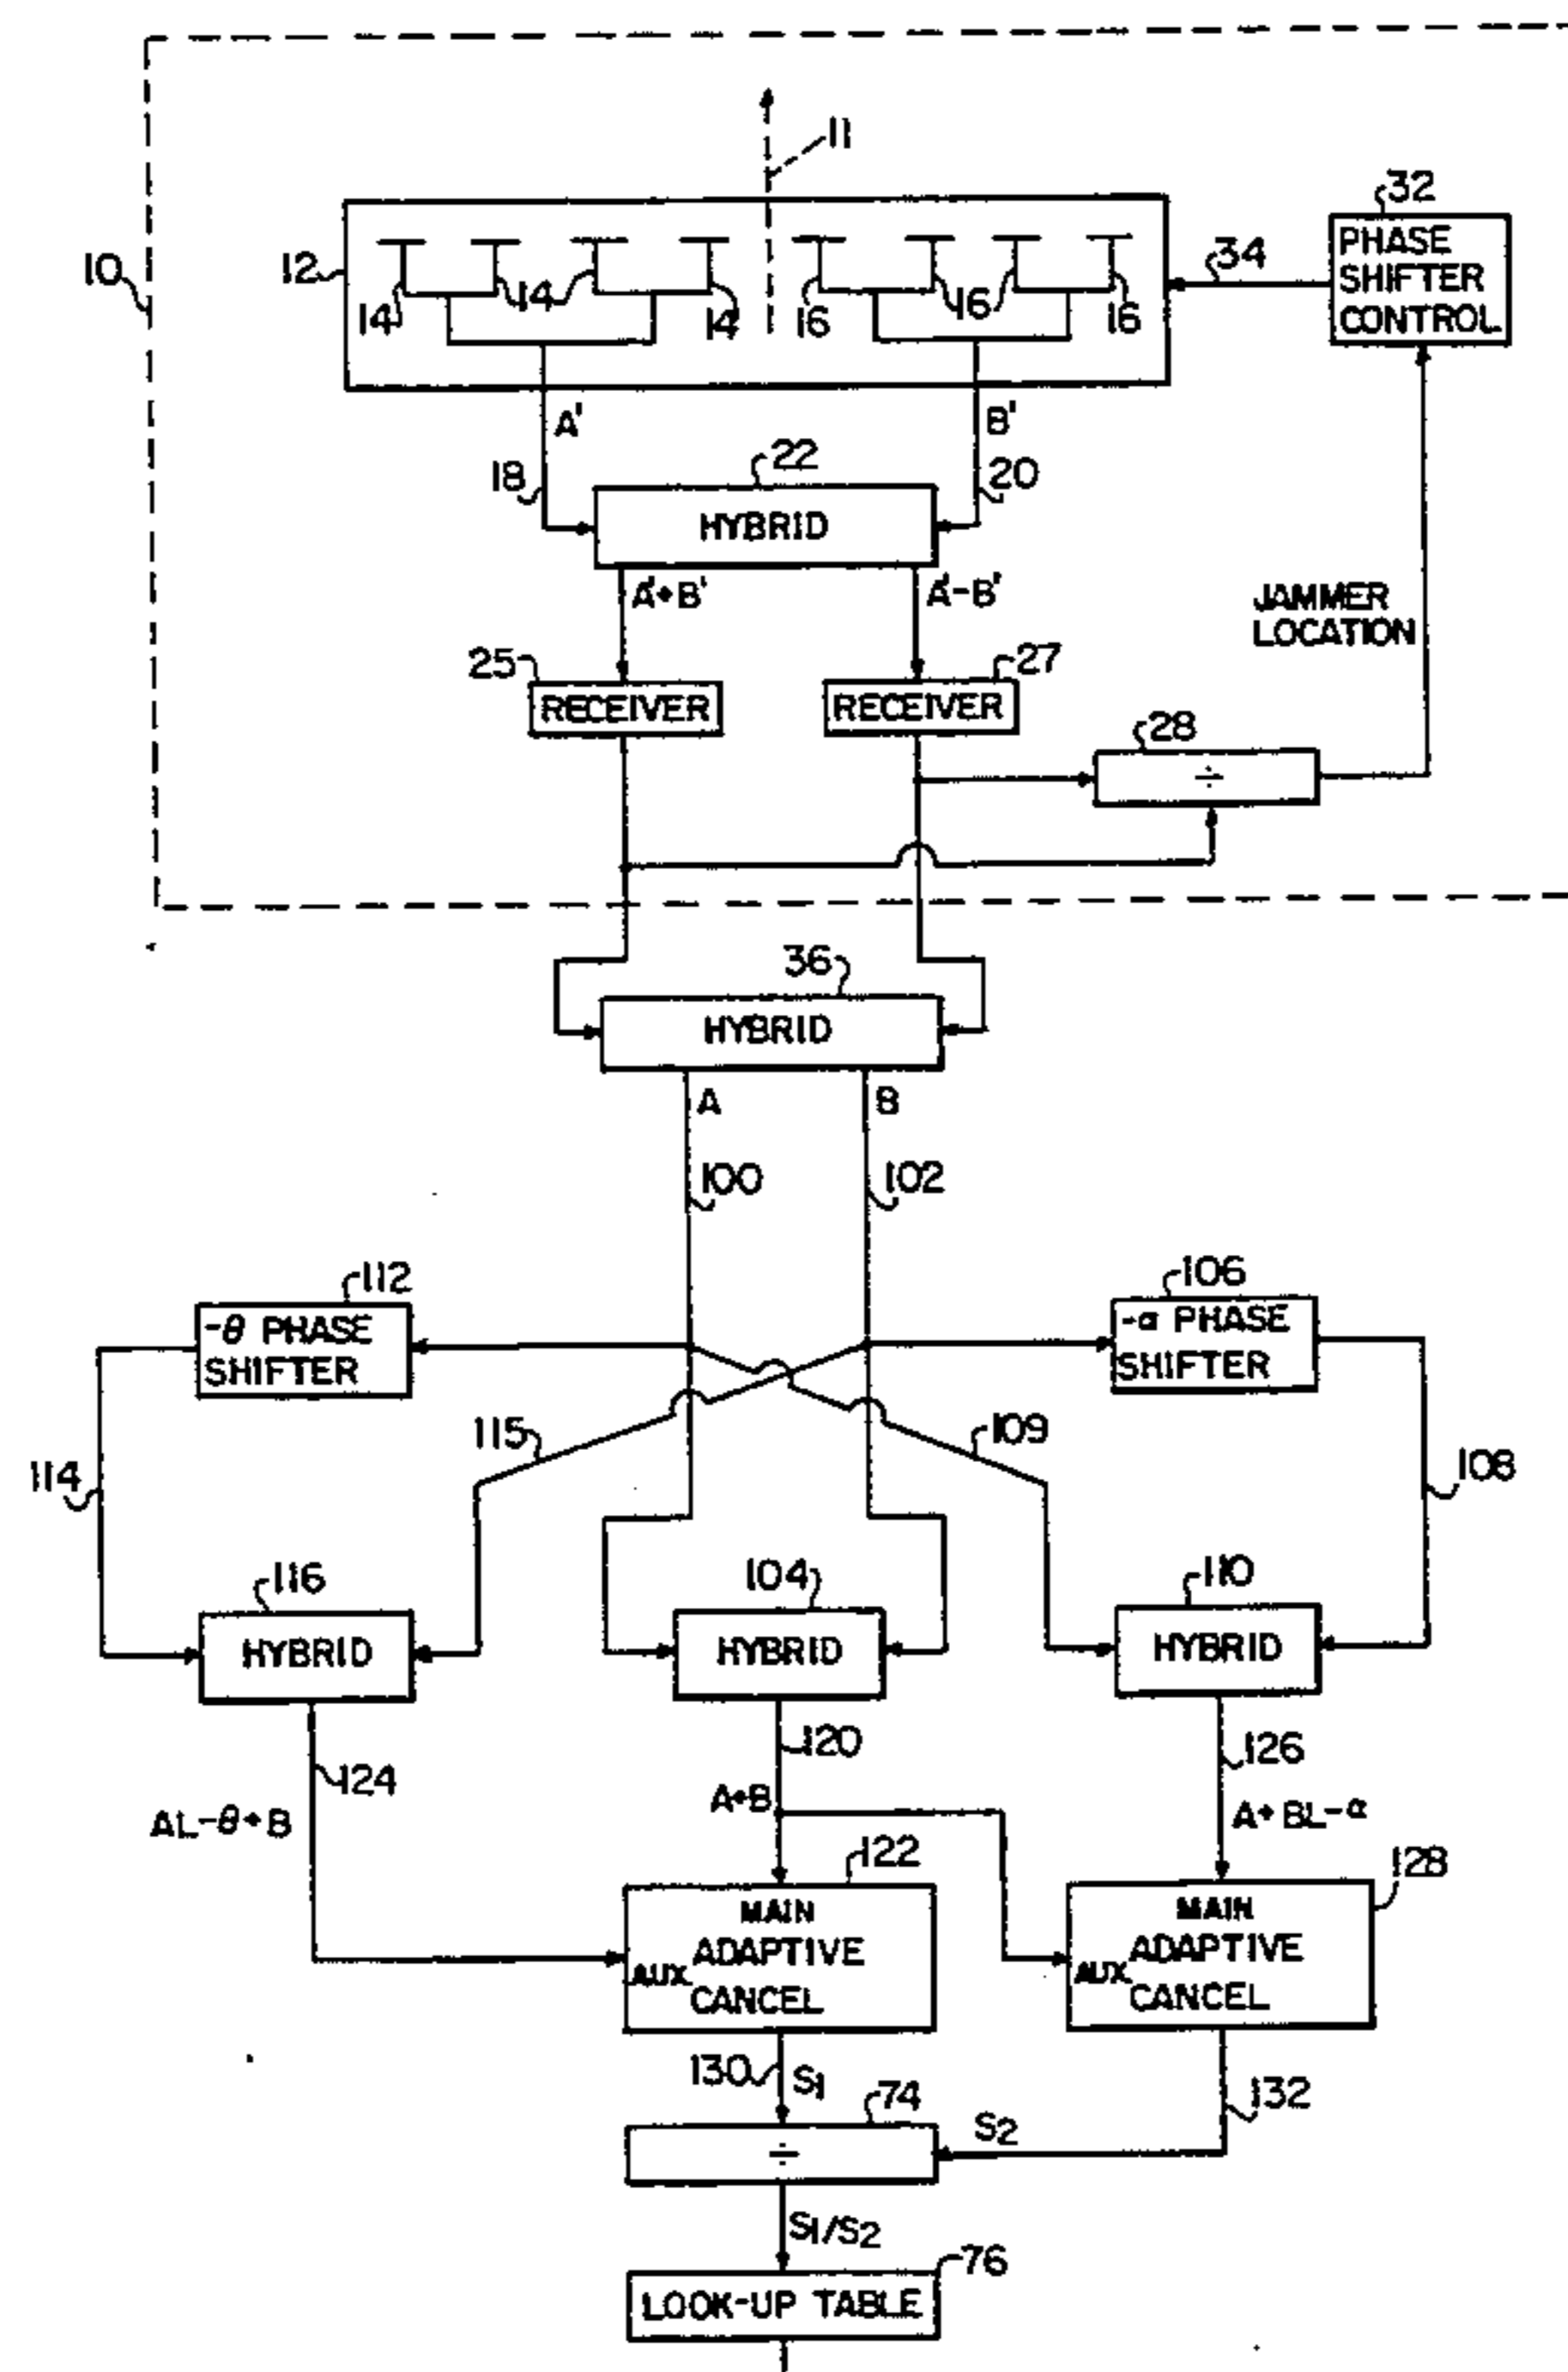 11
32
PHASE
SHIFTER
CONTROL
34
10
12
14
14
14
16
16
16
A'
B'
18
22
20
HYBRID
A'+B'
A'-B'
JAMMER
LOCATION
25
RECEIVER
27
RECEIVER
28
÷
36
HYBRID
A
B
100
102
112
-θ PHASE
SHIFTER
106
-α PHASE
SHIFTER
115
109
114
108
116
HYBRID
104
HYBRID
110
HYBRID
120
126
124
A∠-θ+B
A+B
A+B∠-α
122
MAIN
ADAPTIVE
AUX
CANCEL
128
MAIN
ADAPTIVE
AUX
CANCEL
130
S1
74
132
÷
S2
S1/S2
76
LOOK-UP TABLE